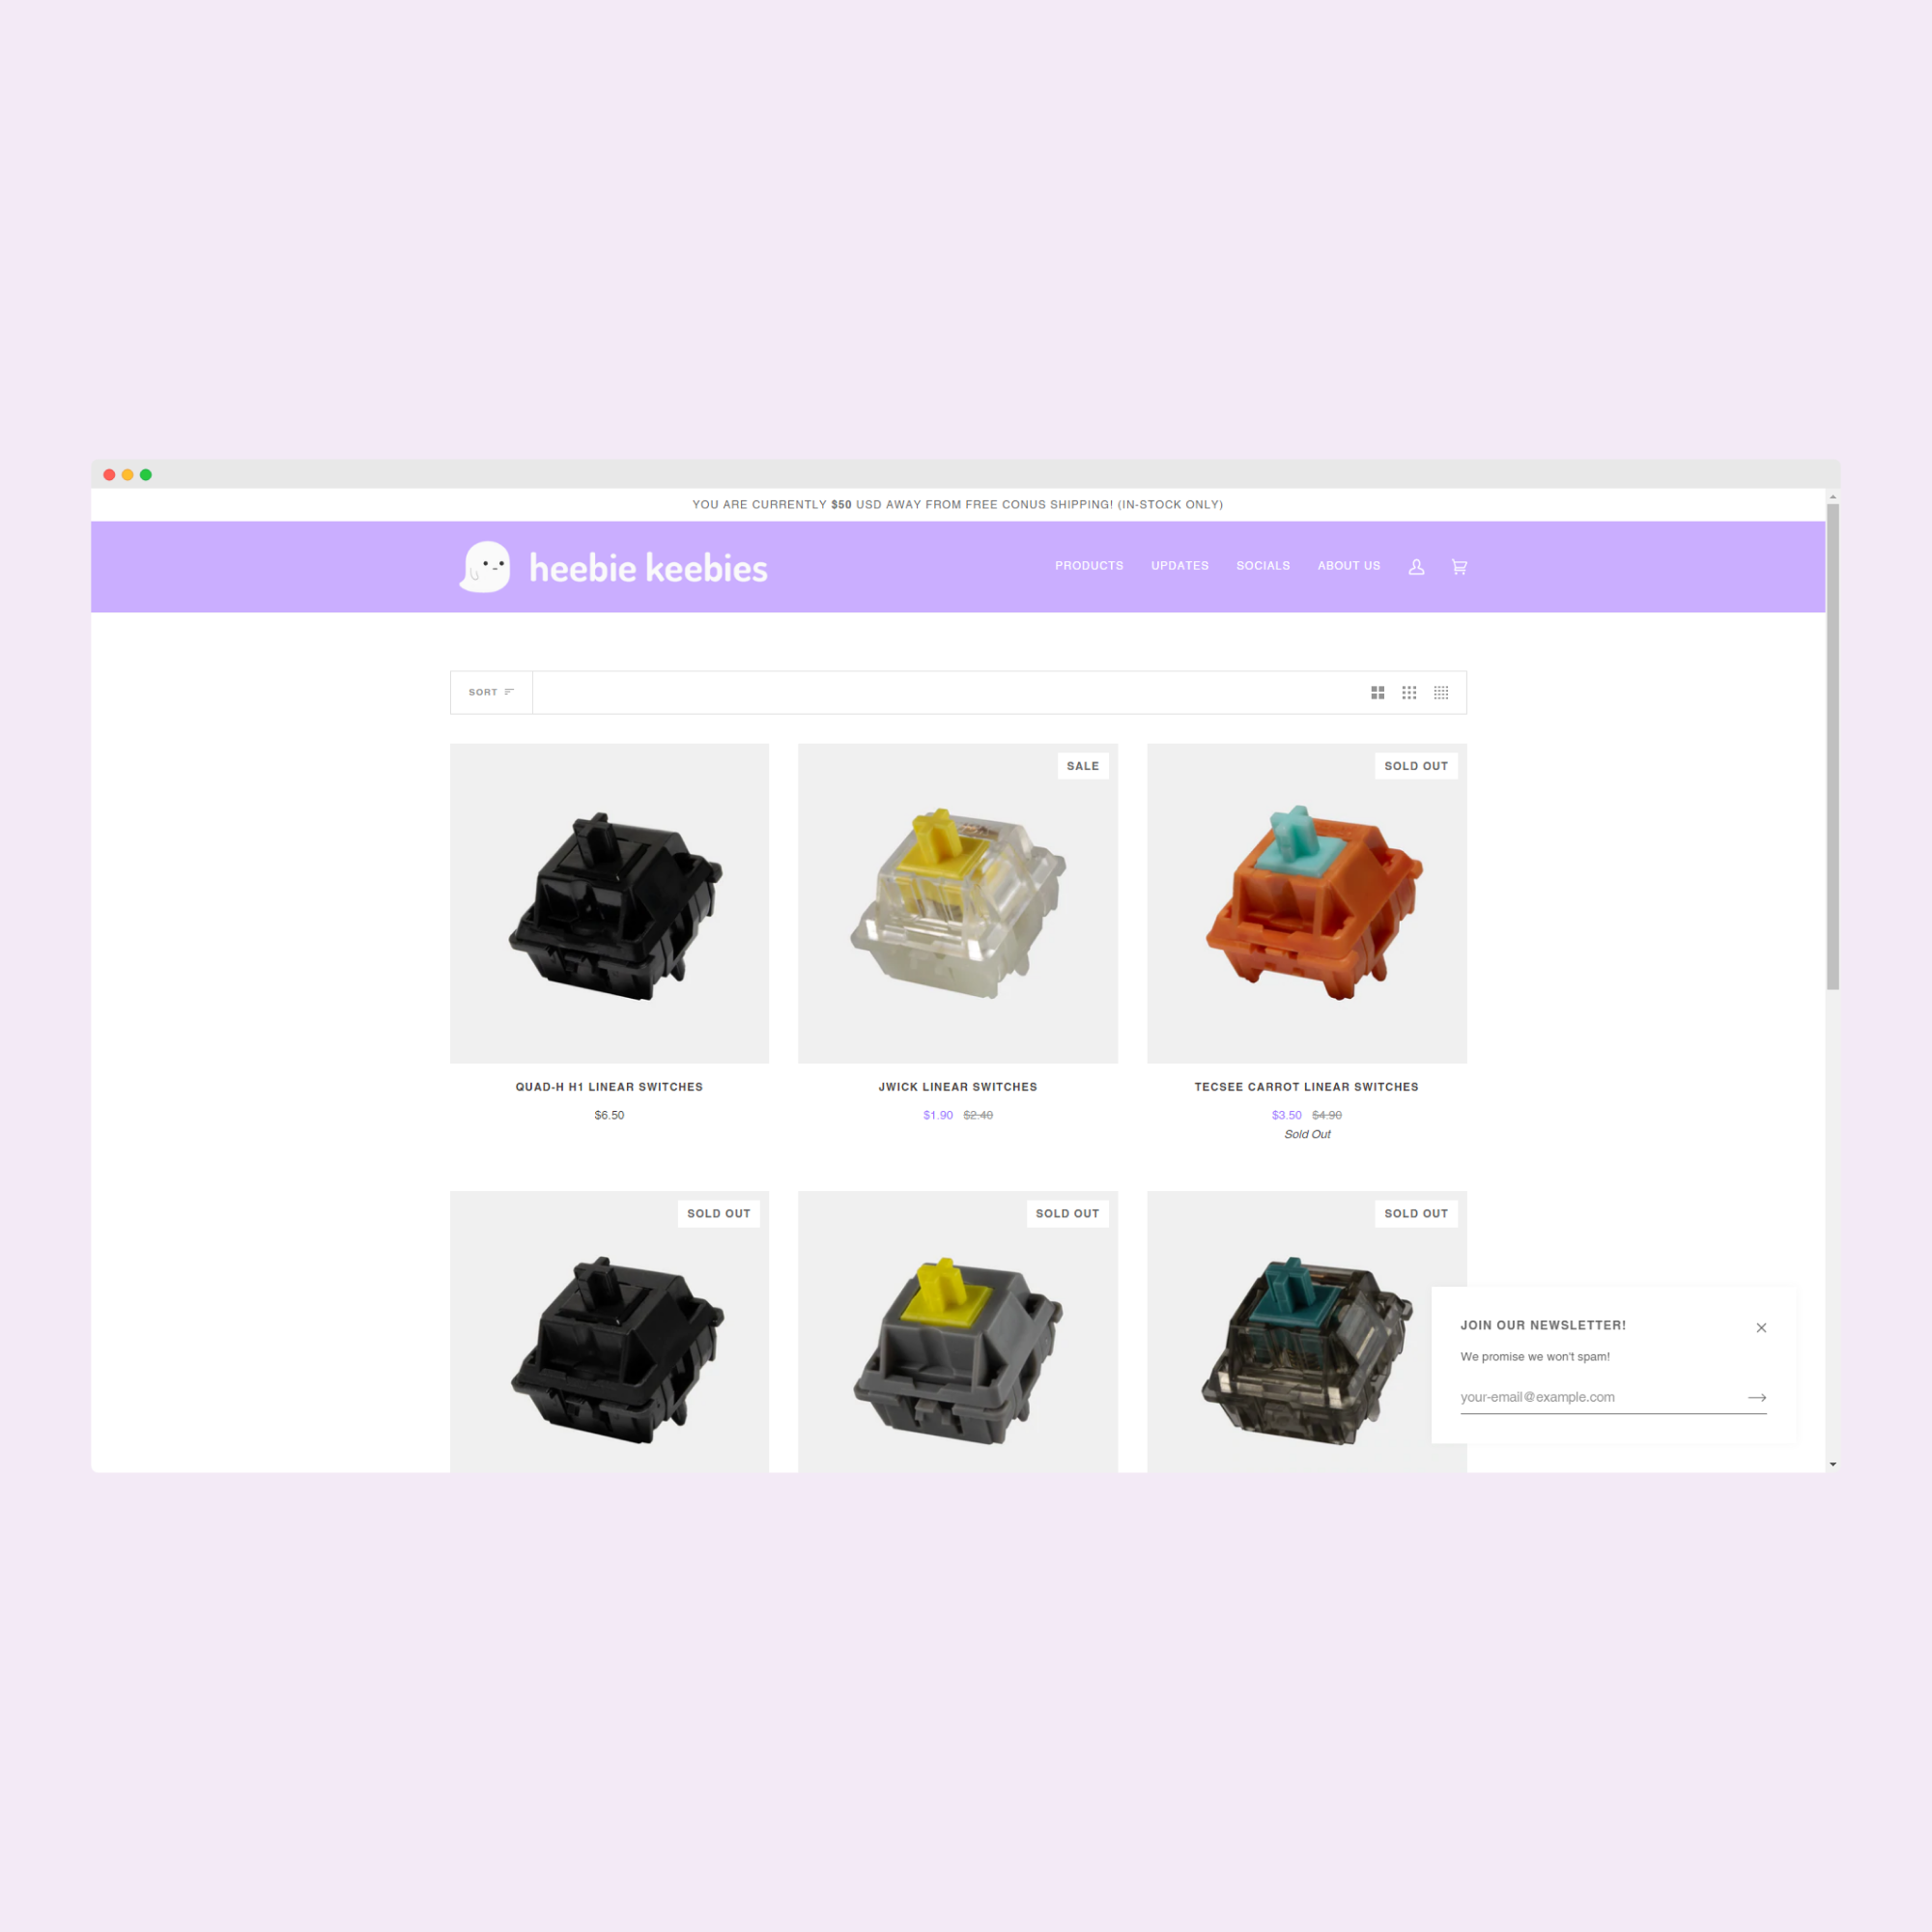 YOU ARE CURRENTLY $50 USD AWAY FROM FREE CONUS SHIPPING! (IN-STOCK ONLY)
heebie keebies
PRODUCTS UPDATES SOCIALS ABOUT US
SORT
SALE
SOLD OUT
QUAD-H H1 LINEAR SWITCHES
$6.50
JWICK LINEAR SWITCHES
$1.90 $2.40
TECSEE CARROT LINEAR SWITCHES
$3.50 $4.90
Sold Out
SOLD OUT
SOLD OUT
SOLD OUT
JOIN OUR NEWSLETTER!
We promise we won't spam!
your-email@example.com